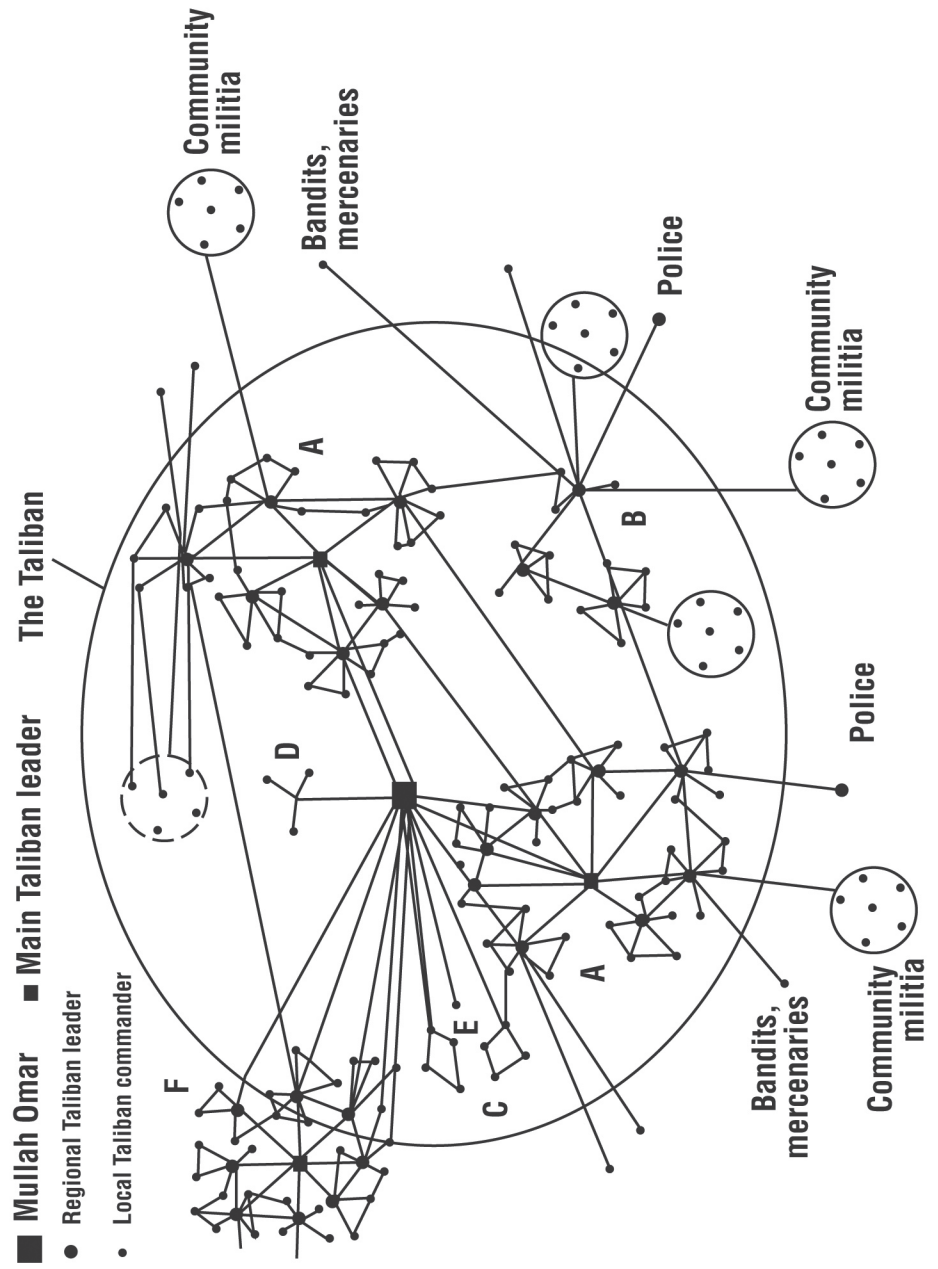 Mullah Omar
Main Taliban leader
The Taliban
Regional Taliban leader
Local Taliban commander
Community
militia
Bandits,
mercenaries
Police
Community
militia
Police
Community
militia
Bandits,
mercenaries
F
D
A
E
C
A
B